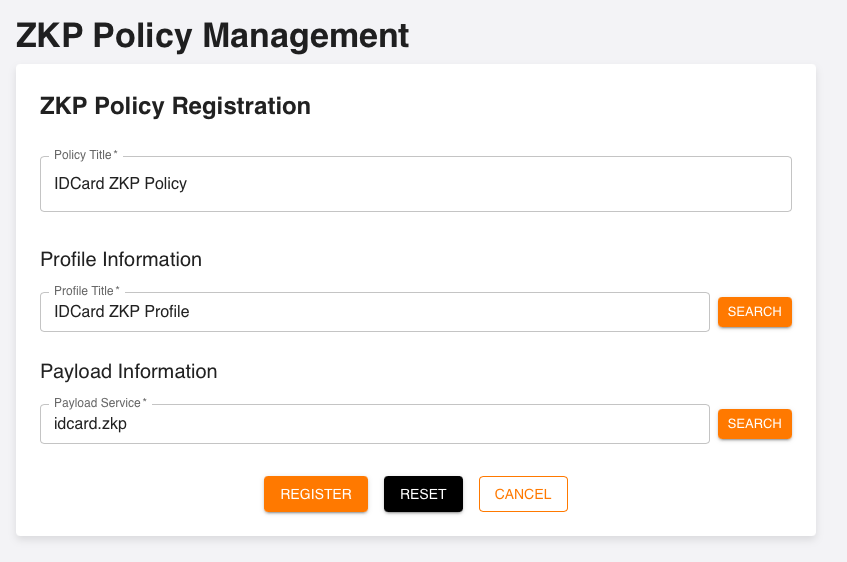 ZKP Policy Management
ZKP Policy Registration
Policy Title *
IDCard ZKP Policy
Profile Information
Profile Title *
IDCard ZKP Profile
SEARCH
Payload Information
Payload Service *
idcard.zkp
SEARCH
REGISTER
RESET
CANCEL